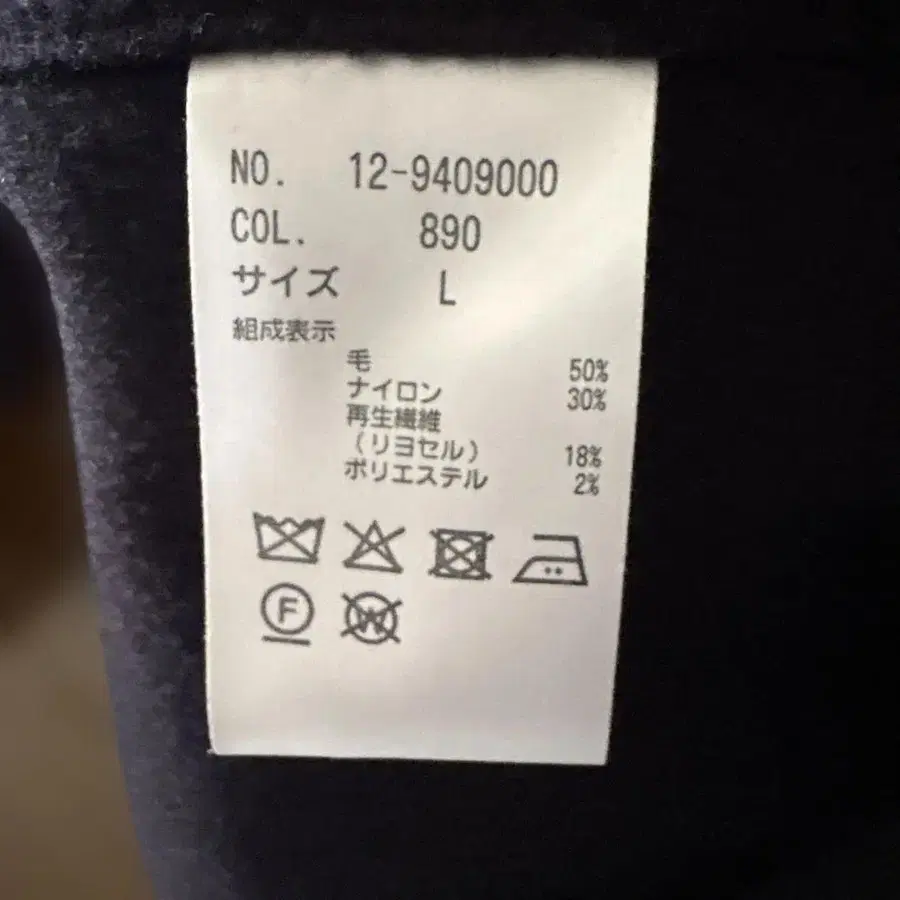 NO. 12-9409000
COL. 890
サイズ L
組成表示
毛 50%
ナイロン 30%
再生繊維
(リヨセル) 18%
ポリエステル 2%
F W